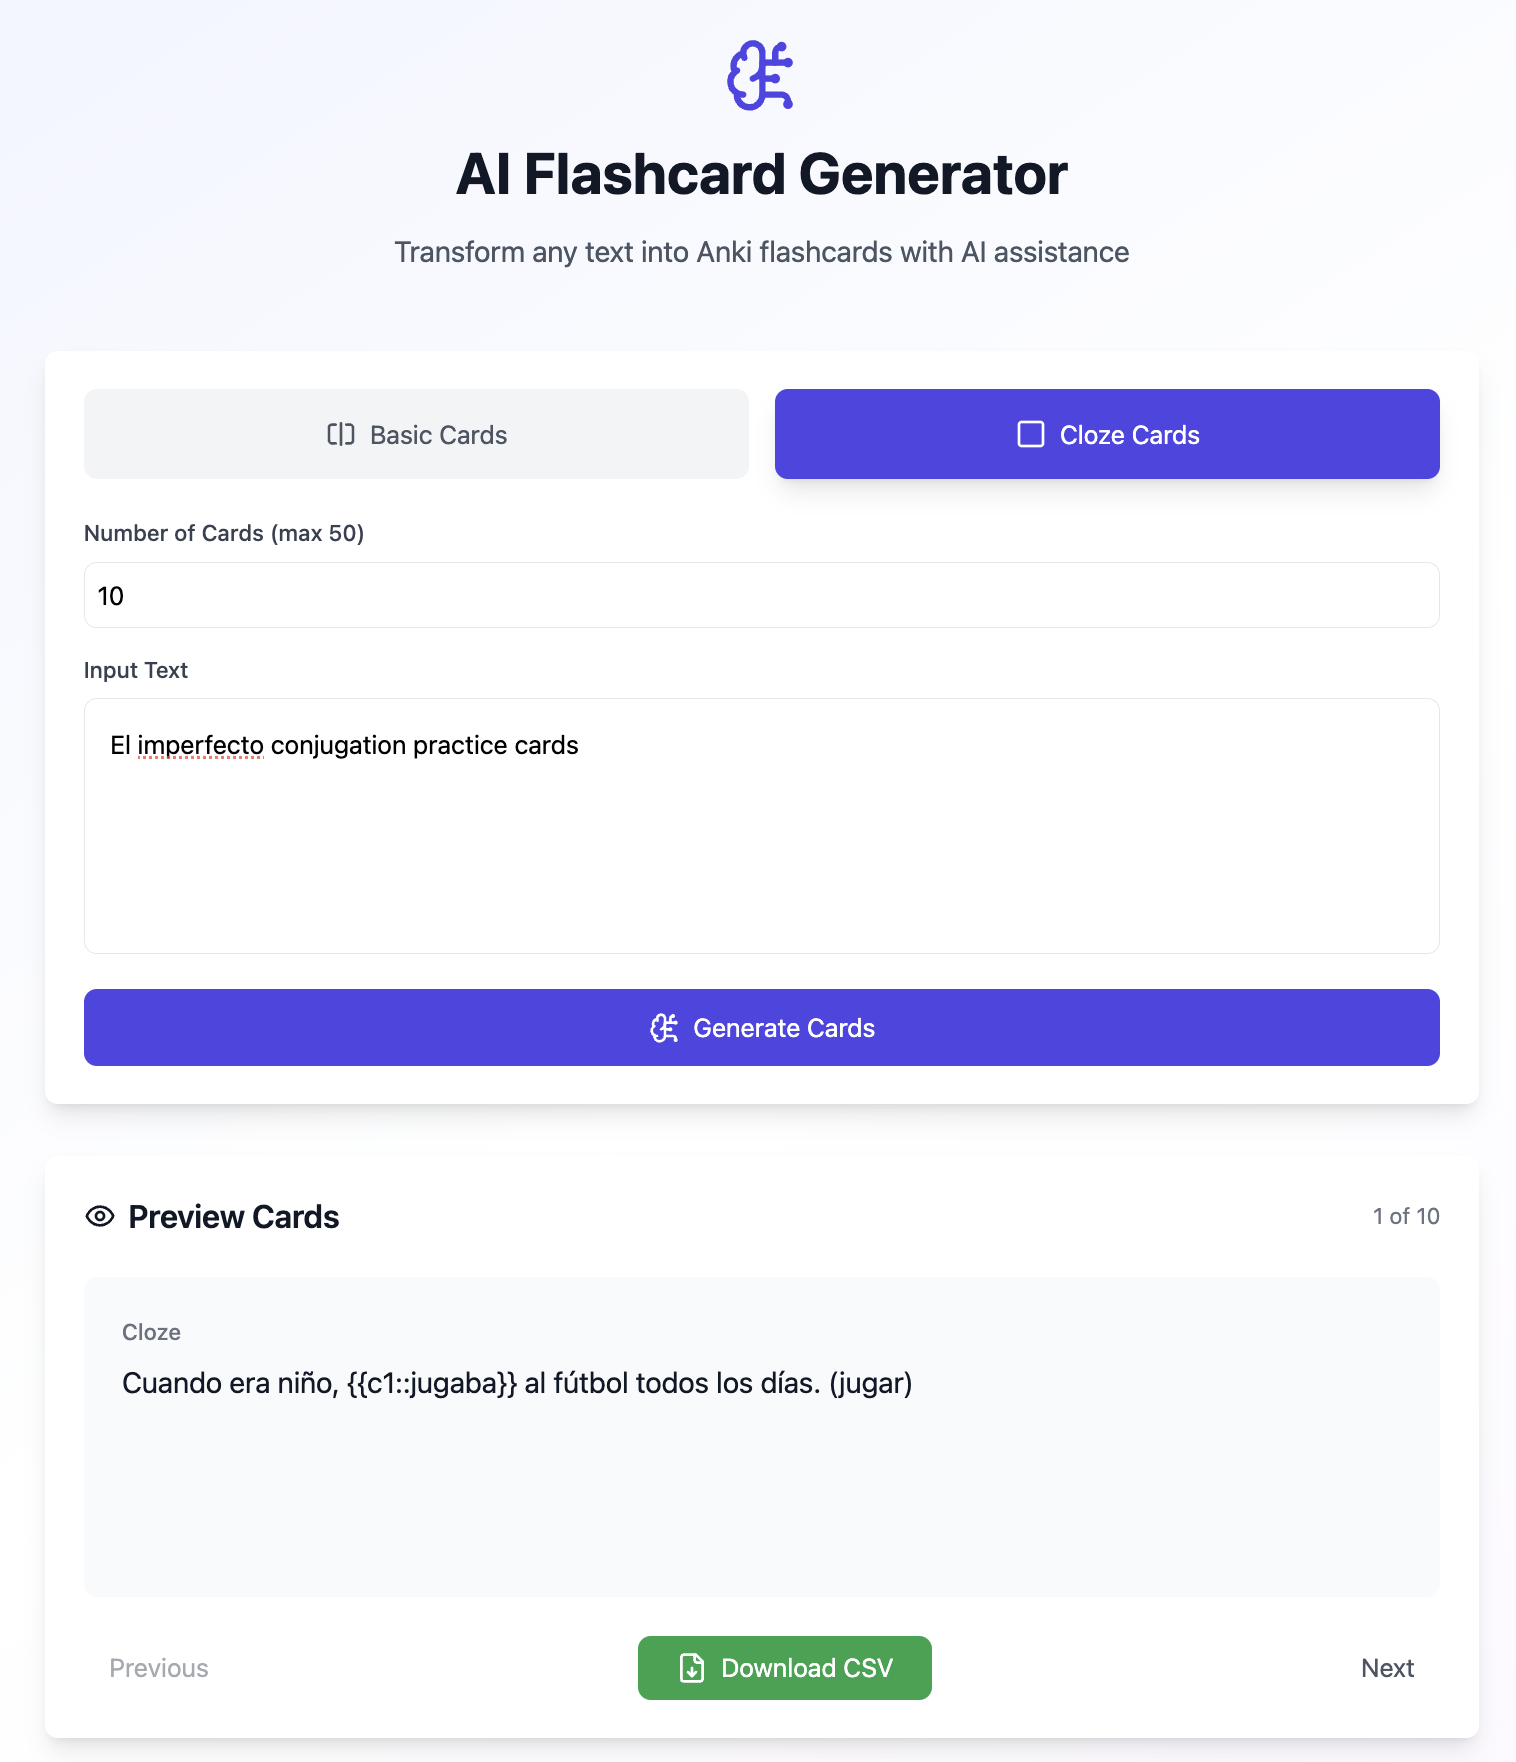 AI Flashcard Generator
Transform any text into Anki flashcards with AI assistance
Basic Cards
Cloze Cards
Number of Cards (max 50)
10
Input Text
El imperfecto conjugation practice cards
Generate Cards
Preview Cards
1 of 10
Cloze
Cuando era niño, {{c1::jugaba}} al fútbol todos los días. (jugar)
Previous
Download CSV
Next